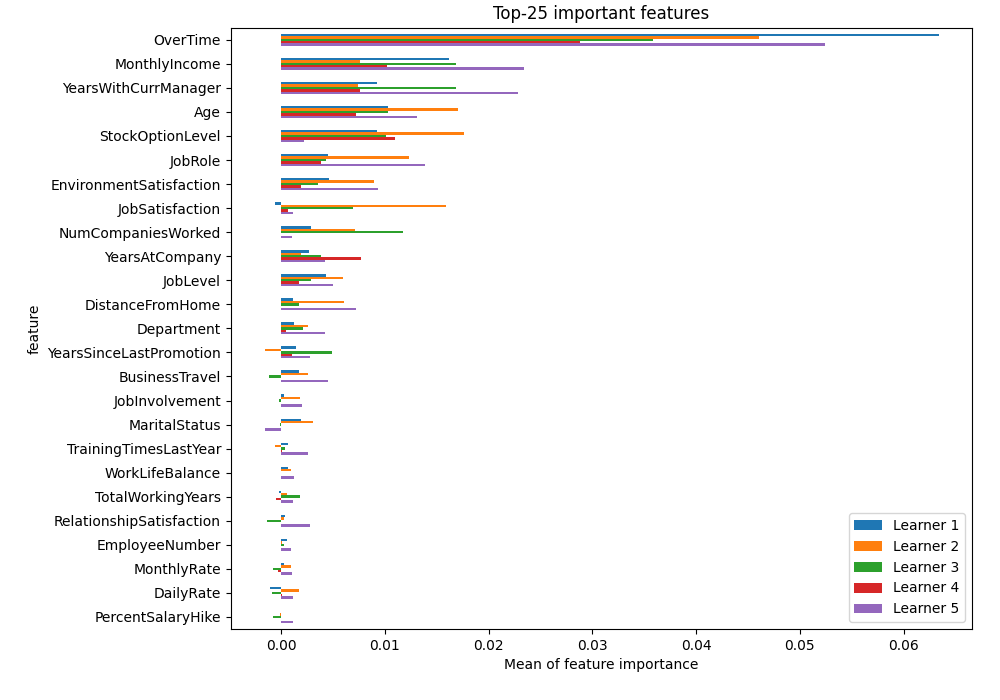 Top-25 important features
OverTime
MonthlyIncome
YearsWithCurrManager
Age
StockOptionLevel
JobRole
EnvironmentSatisfaction
JobSatisfaction
NumCompaniesWorked
YearsAtCompany
JobLevel
DistanceFromHome
Department
YearsSinceLastPromotion
BusinessTravel
JobInvolvement
MaritalStatus
TrainingTimesLastYear
WorkLifeBalance
TotalWorkingYears
RelationshipSatisfaction
EmployeeNumber
MonthlyRate
DailyRate
PercentSalaryHike
feature
Learner 1
Learner 2
Learner 3
Learner 4
Learner 5
0.00 0.01 0.02 0.03 0.04 0.05 0.06
Mean of feature importance